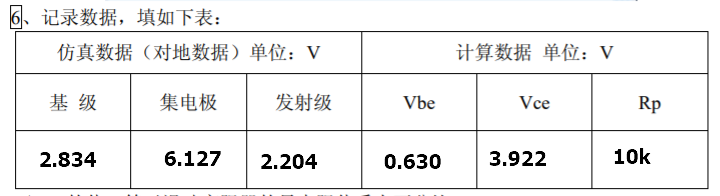 6、记录数据，填如下表：
仿真数据（对地数据）单位：V 计算数据 单位：V
基 级 集电极 发射级 Vbe Vce Rp
2.834 6.127 2.204 0.630 3.922 10k